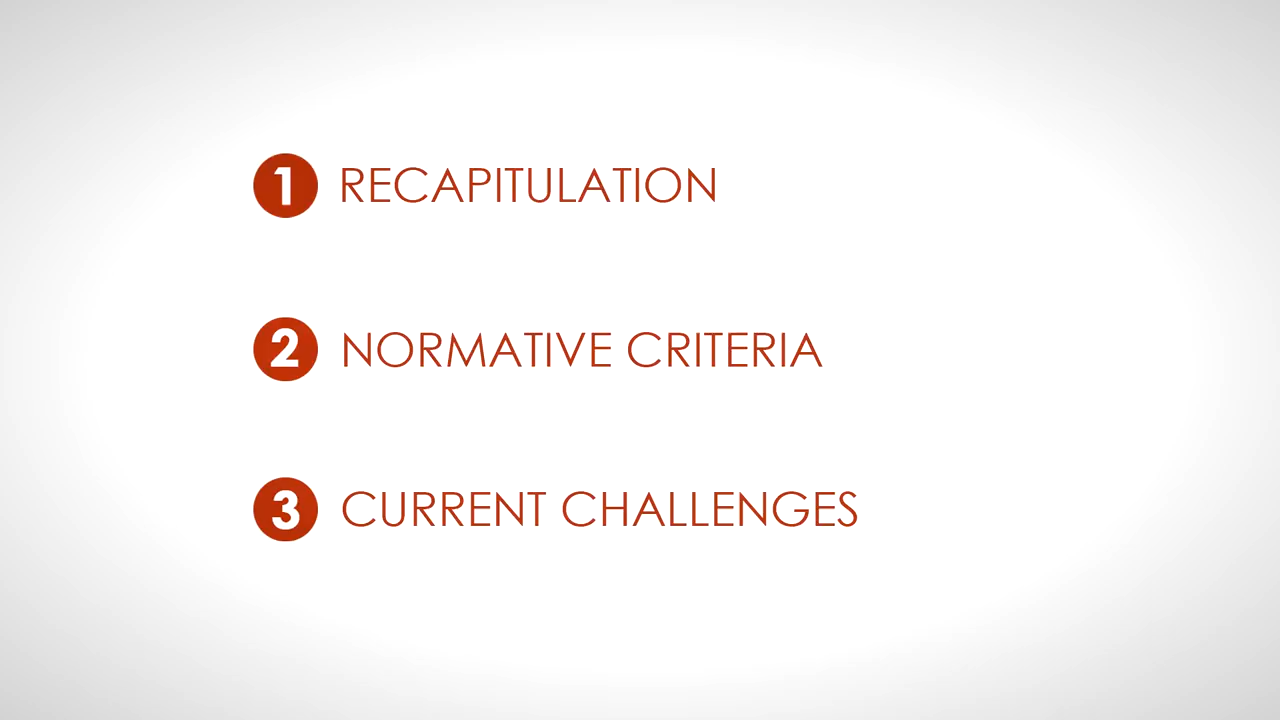 1 RECAPITULATION
2 NORMATIVE CRITERIA
3 CURRENT CHALLENGES